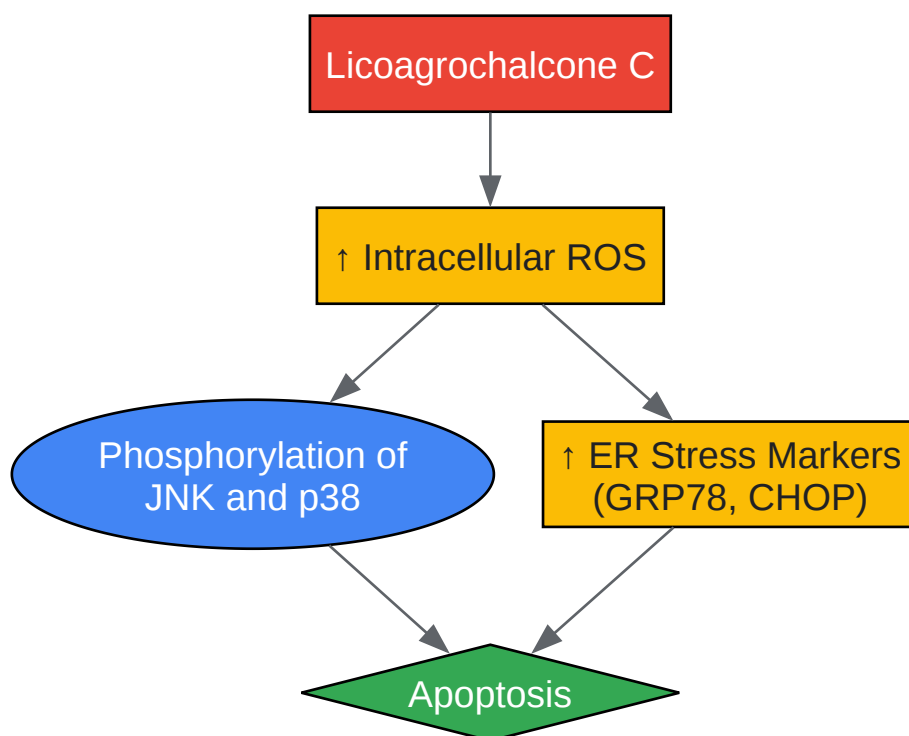 Licoagrochalcone C
↑ Intracellular ROS
Phosphorylation of
JNK and p38
↑ ER Stress Markers
(GRP78, CHOP)
Apoptosis